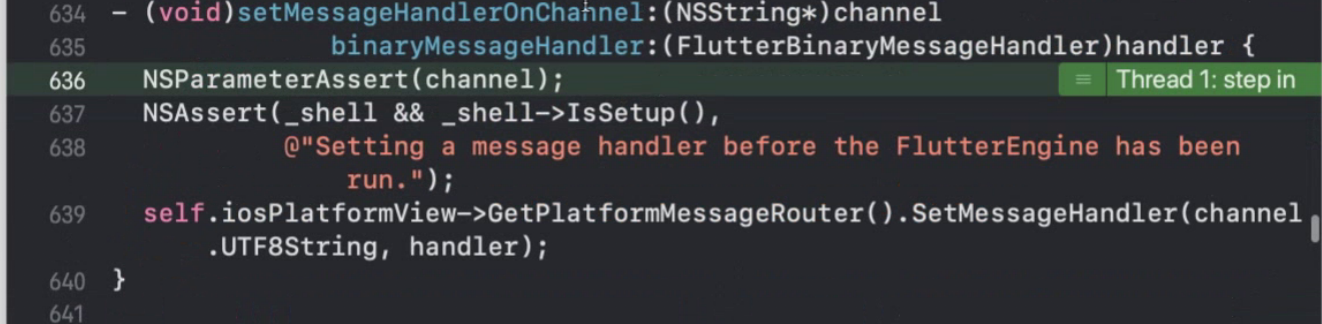 634 - (void)setMessageHandlerOnChannel:(NSString*)channel
635 binaryMessageHandler:(FlutterBinaryMessageHandler)handler {
636 NSParameterAssert(channel); Thread 1: step in
637 NSAssert(_shell && _shell->IsSetup(),
638 @"Setting a message handler before the FlutterEngine has been
run.");
639 self.iosPlatformView->GetPlatformMessageRouter().SetMessageHandler(channel
.UTF8String, handler);
640 }
641